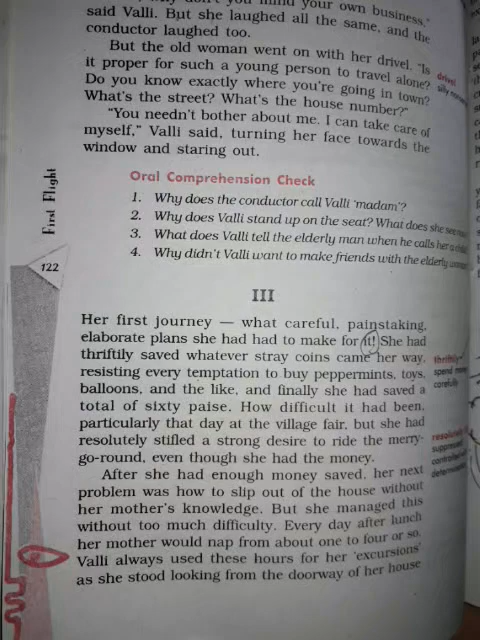 why don't you mind your own business,"
said Valli. But she laughed all the same, and the
conductor laughed too.
But the old woman went on with her drivel. "Is
it proper for such a young person to travel alone?
Do you know exactly where you're going in town?
What's the street? What's the house number?"
"You needn't bother about me. I can take care of
myself," Valli said, turning her face towards the
window and staring out.
drivel
silly
Oral Comprehension Check
1. Why does the conductor call Valli 'madam'?
2. Why does Valli stand up on the seat? What does she see
3. What does Valli tell the elderly man when he calls her a
4. Why didn't Valli want to make friends with the elderly
First Flight
122
III
Her first journey — what careful, painstaking,
elaborate plans she had had to make for it! She had
thriftily saved whatever stray coins came her way,
resisting every temptation to buy peppermints, toys,
balloons, and the like, and finally she had saved a
total of sixty paise. How difficult it had been,
particularly that day at the village fair, but she had
resolutely stifled a strong desire to ride the merry-
go-round, even though she had the money.
After she had enough money saved, her next
problem was how to slip out of the house without
her mother's knowledge. But she managed this
without too much difficulty. Every day after lunch
her mother would nap from about one to four or so.
Valli always used these hours for her 'excursions'
as she stood looking from the doorway of her house
thriftily
spend
carefully
resolutely
suppressed